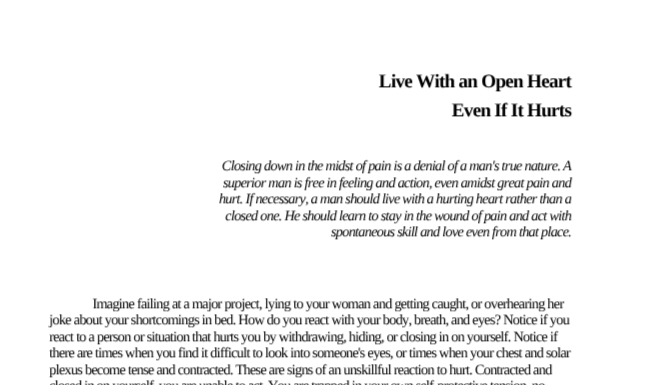 Live With an Open Heart
Even If It Hurts
Closing down in the midst of pain is a denial of a man's true nature. A
superior man is free in feeling and action, even amidst great pain and
hurt. If necessary, a man should live with a hurting heart rather than a
closed one. He should learn to stay in the wound of pain and act with
spontaneous skill and love even from that place.
Imagine failing at a major project, lying to your woman and getting caught, or overhearing her
joke about your shortcomings in bed. How do you react with your body, breath, and eyes? Notice if you
react to a person or situation that hurts you by withdrawing, hiding, or closing in on yourself. Notice if
there are times when you find it difficult to look into someone's eyes, or times when your chest and solar
plexus become tense and contracted. These are signs of an unskillful reaction to hurt. Contracted and
closed in on yourself, you are unable to act. You are trapped in your own self-protective tension, no